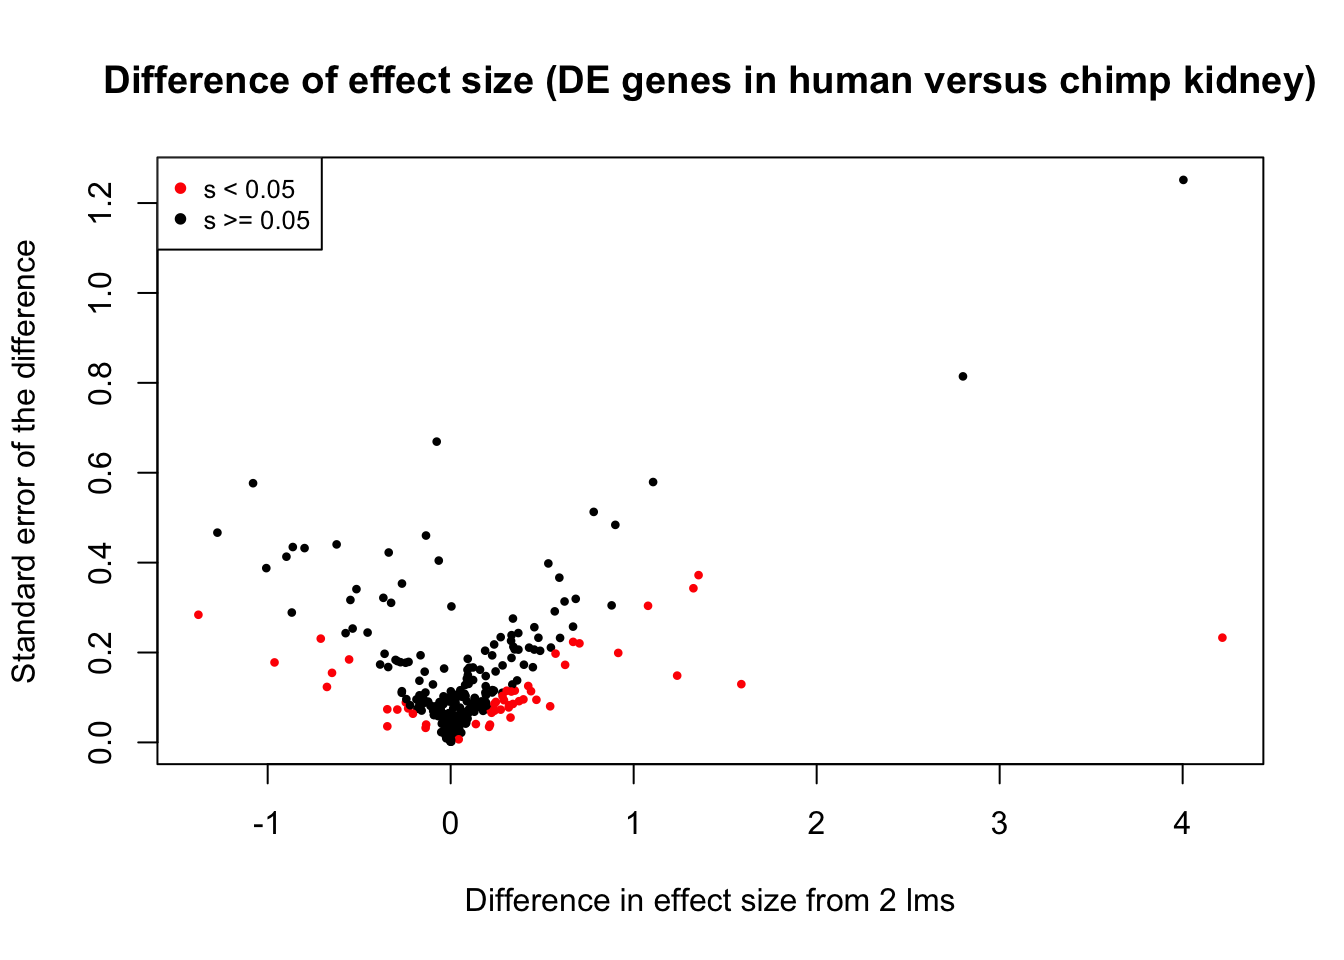 Difference of effect size (DE genes in human versus chimp kidney)
s < 0.05
s >= 0.05
Standard error of the difference
1.2
1.0
0.8
0.6
0.4
0.2
0.0
-1 0 1 2 3 4
Difference in effect size from 2 lms